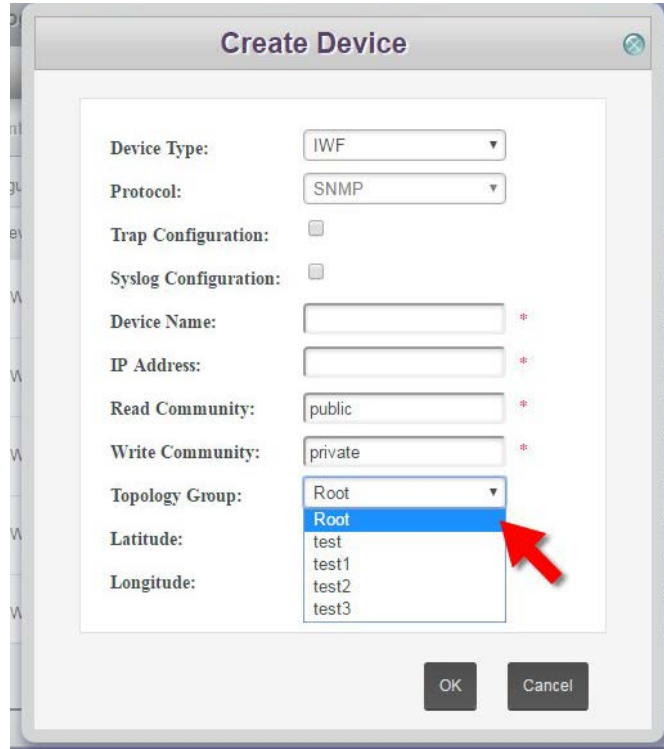 Create Device
Device Type: IWF
Protocol: SNMP
Trap Configuration:
Syslog Configuration:
Device Name: *
IP Address: *
Read Community: public *
Write Community: private *
Topology Group: Root
Root
test
Latitude:
test1
test2
Longitude:
test3
OK Cancel